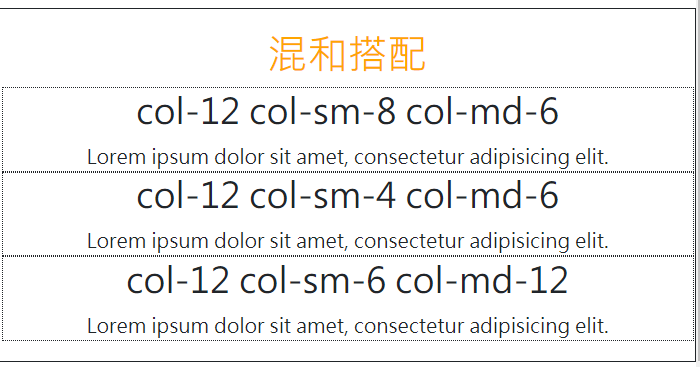 混和搭配
col-12 col-sm-8 col-md-6
Lorem ipsum dolor sit amet, consectetur adipisicing elit.
col-12 col-sm-4 col-md-6
Lorem ipsum dolor sit amet, consectetur adipisicing elit.
col-12 col-sm-6 col-md-12
Lorem ipsum dolor sit amet, consectetur adipisicing elit.